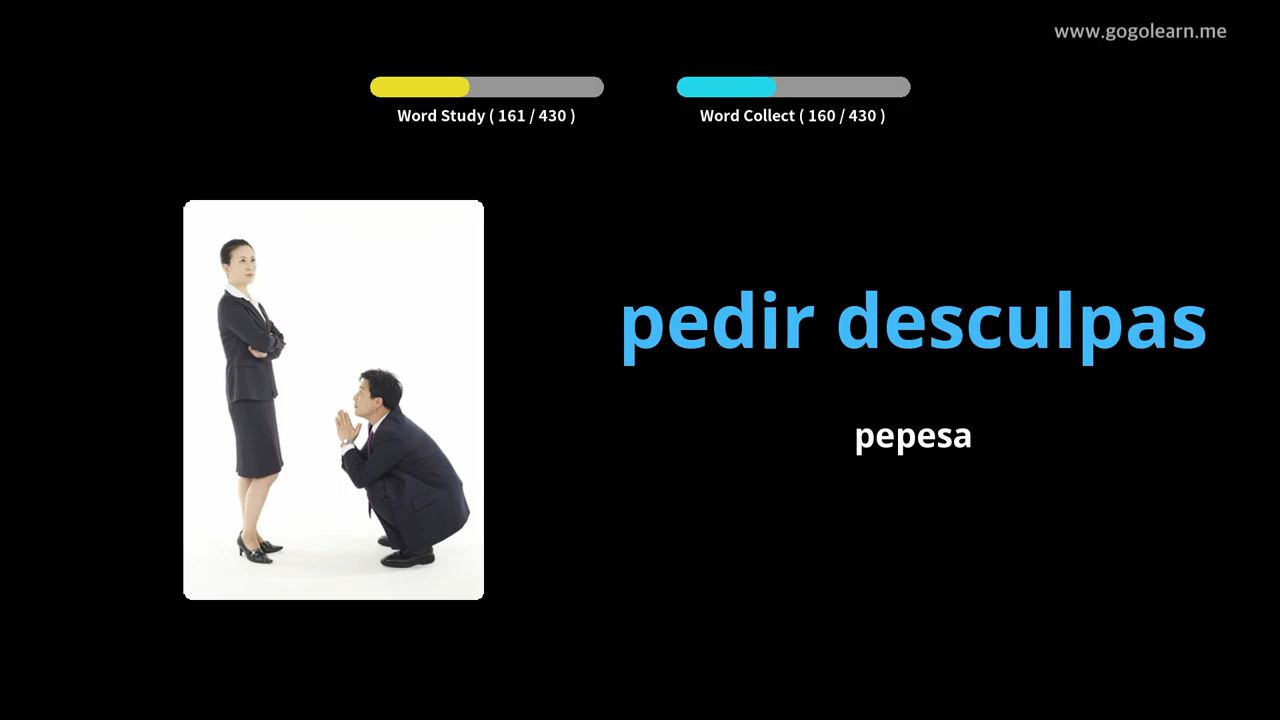 www.gogolearn.me
Word Study ( 161 / 430 )
Word Collect ( 160 / 430 )
pedir desculpas
pepesa